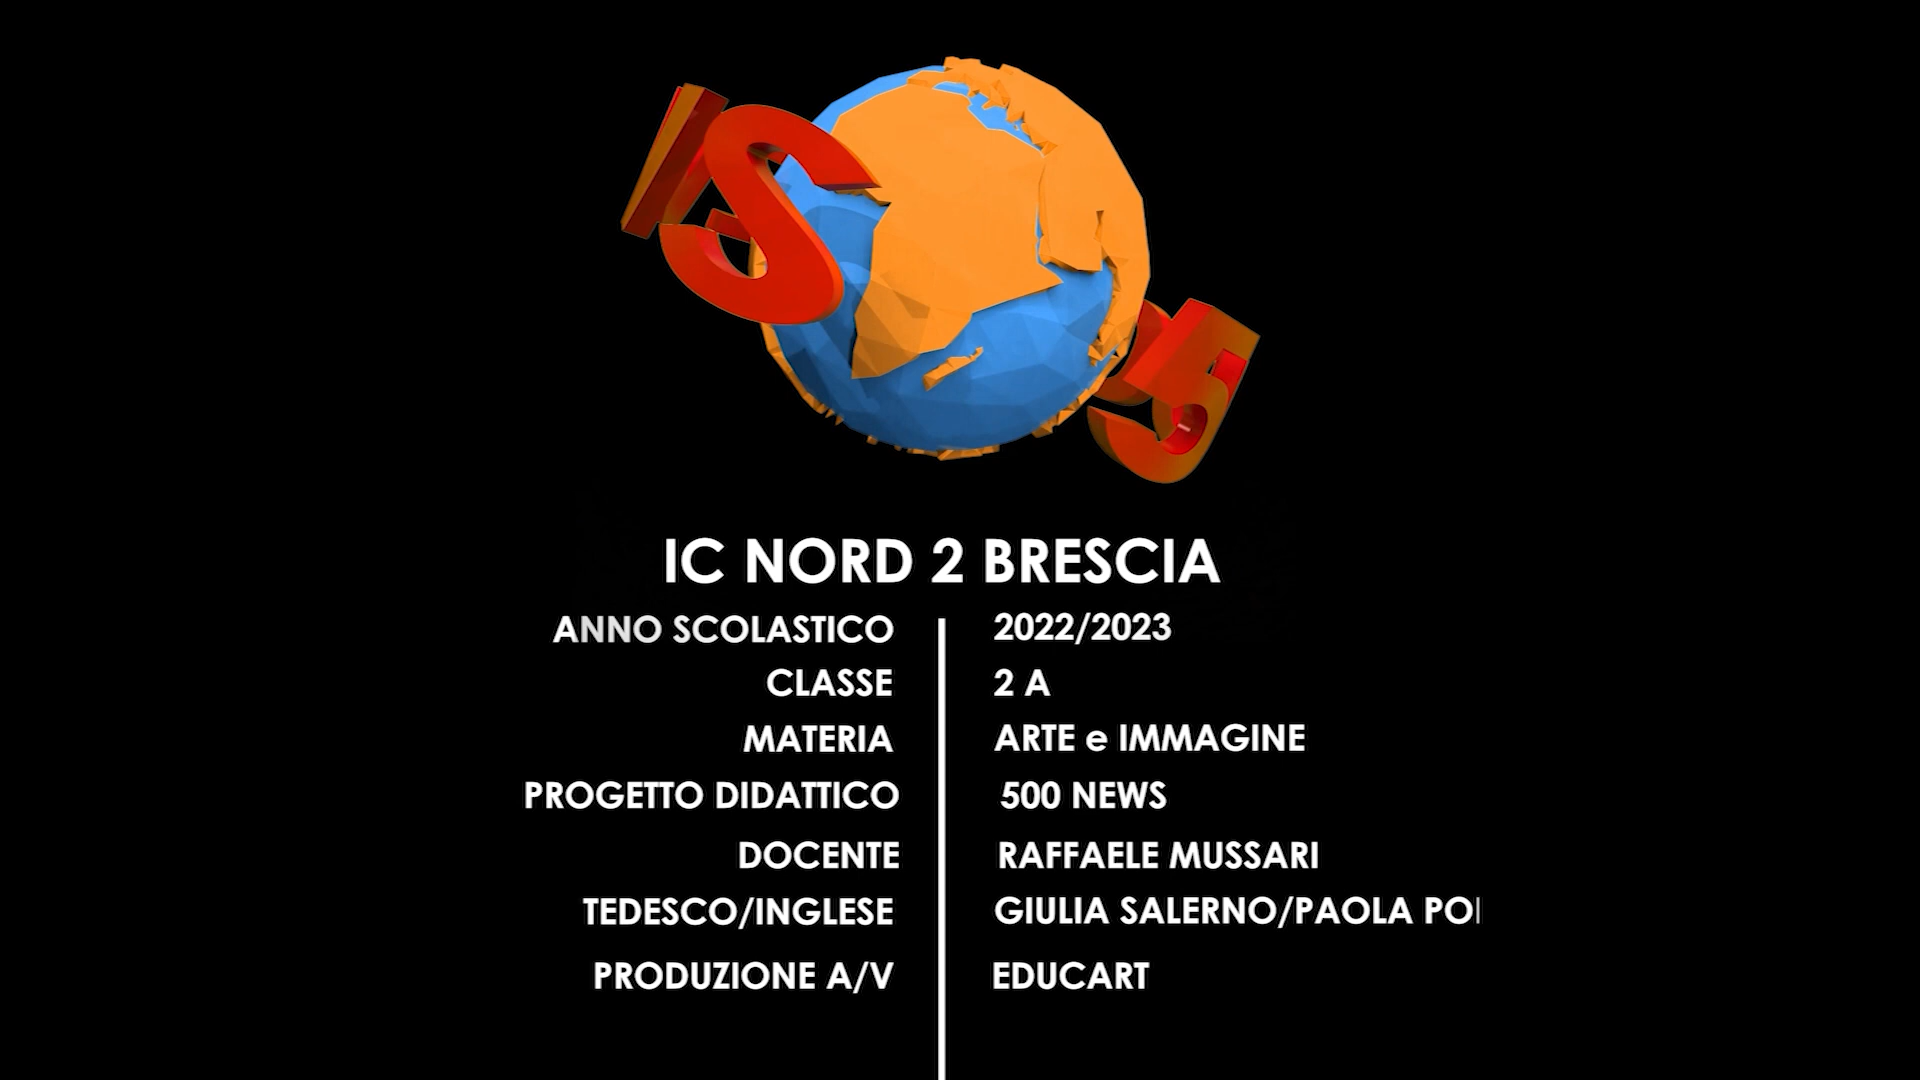 IC NORD 2 BRESCIA
ANNO SCOLASTICO 2022/2023
CLASSE 2 A
MATERIA ARTE e IMMAGINE
PROGETTO DIDATTICO 500 NEWS
DOCENTE RAFFAELE MUSSARI
TEDESCO/INGLESE GIULIA SALERNO/PAOLA
PRODUZIONE A/V EDUCART